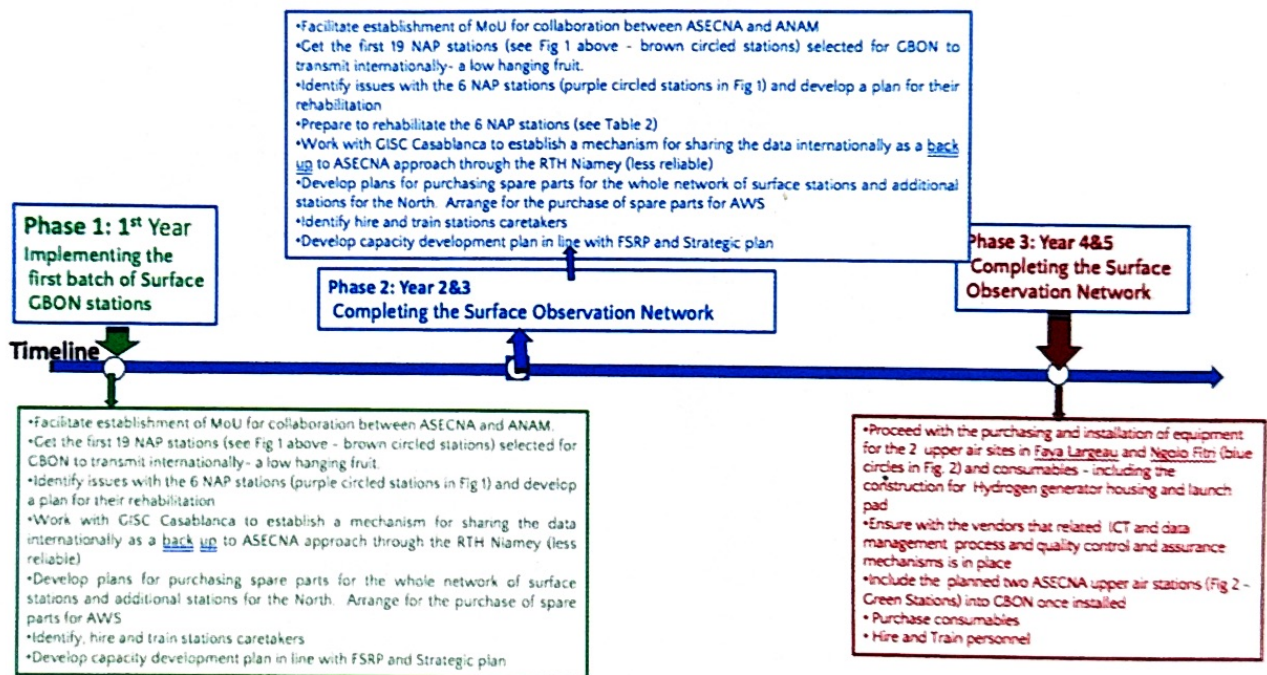 •Facilitate establishment of MoU for collaboration between ASECNA and ANAM
•Get the first 19 NAP stations (see Fig 1 above - brown circled stations) selected for GBON to
transmit internationally- a low hanging fruit.
•Identify issues with the 6 NAP stations (purple circled stations in Fig 1) and develop a plan for their
rehabilitation
•Prepare to rehabilitate the 6 NAP stations (see Table 2)
•Work with GISC Casablanca to establish a mechanism for sharing the data internationally as a back
up to ASECNA approach through the RTH Niamey (less reliable)
•Develop plans for purchasing spare parts for the whole network of surface stations and additional
stations for the North. Arrange for the purchase of spare parts for AWS
•Identify hire and train stations caretakers
•Develop capacity development plan in line with FSRP and Strategic plan
Phase 1: 1st Year
Implementing the
first batch of Surface
GBON stations
Phase 2: Year 2&3
Completing the Surface Observation Network
Phase 3: Year 4&5
Completing the Surface
Observation Network
Timeline
•Facilitate establishment of MoU for collaboration between ASECNA and ANAM.
•Get the first 19 NAP stations (see Fig 1 above - brown circled stations) selected for
GBON to transmit internationally- a low hanging fruit.
•Identify issues with the 6 NAP stations (purple circled stations in Fig 1) and develop
a plan for their rehabilitation
•Work with GISC Casablanca to establish a mechanism for sharing the data
internationally as a back up to ASECNA approach through the RTH Niamey (less
reliable)
•Develop plans for purchasing spare parts for the whole network of surface
stations and additional stations for the North. Arrange for the purchase of spare
parts for AWS
•Identify, hire and train stations caretakers
•Develop capacity development plan in line with FSRP and Strategic plan
•Proceed with the purchasing and installation of equipment
for the 2 upper air sites in Faya Largeau and Ngolo Fitri (blue
circles in Fig. 2) and consumables - including the
construction for Hydrogen generator housing and launch
pad
•Ensure with the vendors that related ICT and data
management process and quality control and assurance
mechanisms is in place
•Include the planned two ASECNA upper air stations (Fig 2 -
Green Stations) into GBON once installed
• Purchase consumables
• Hire and Train personnel